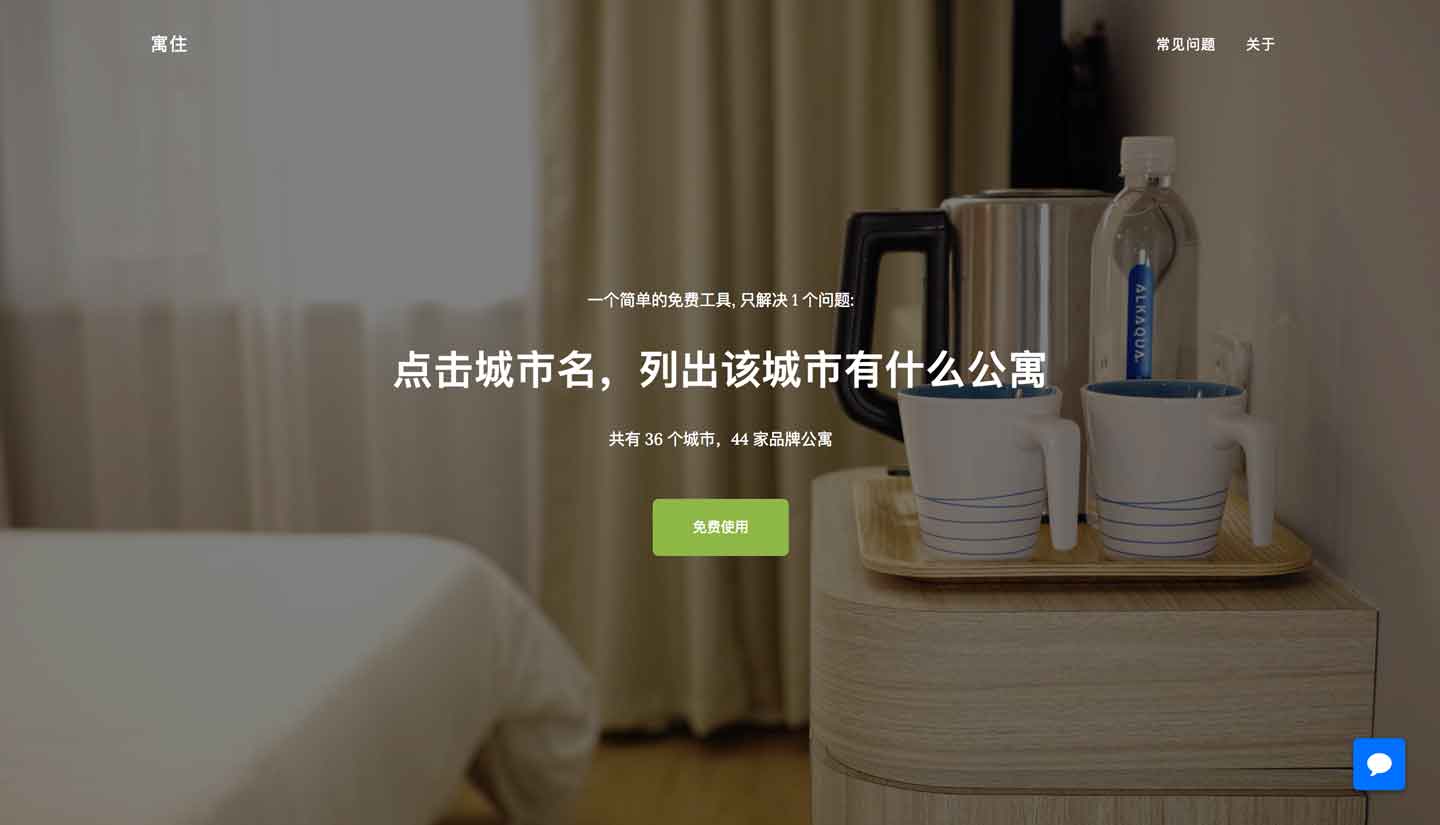 寓住
常见问题 关于
一个简单的免费工具, 只解决 1 个问题:
点击城市名，列出该城市有什么公寓
共有 36 个城市，44 家品牌公寓
免费使用
ALKAQUA